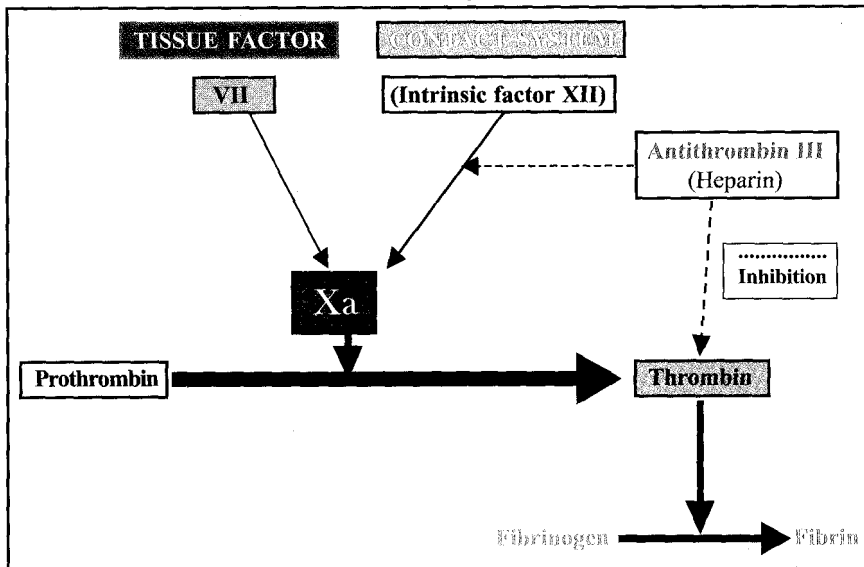 TISSUE FACTOR
CONTACT SYSTEM
VII
(Intrinsic factor XII)
Antithrombin III
(Heparin)
Inhibition
Xa
Prothrombin
Thrombin
Fibrinogen
Fibrin